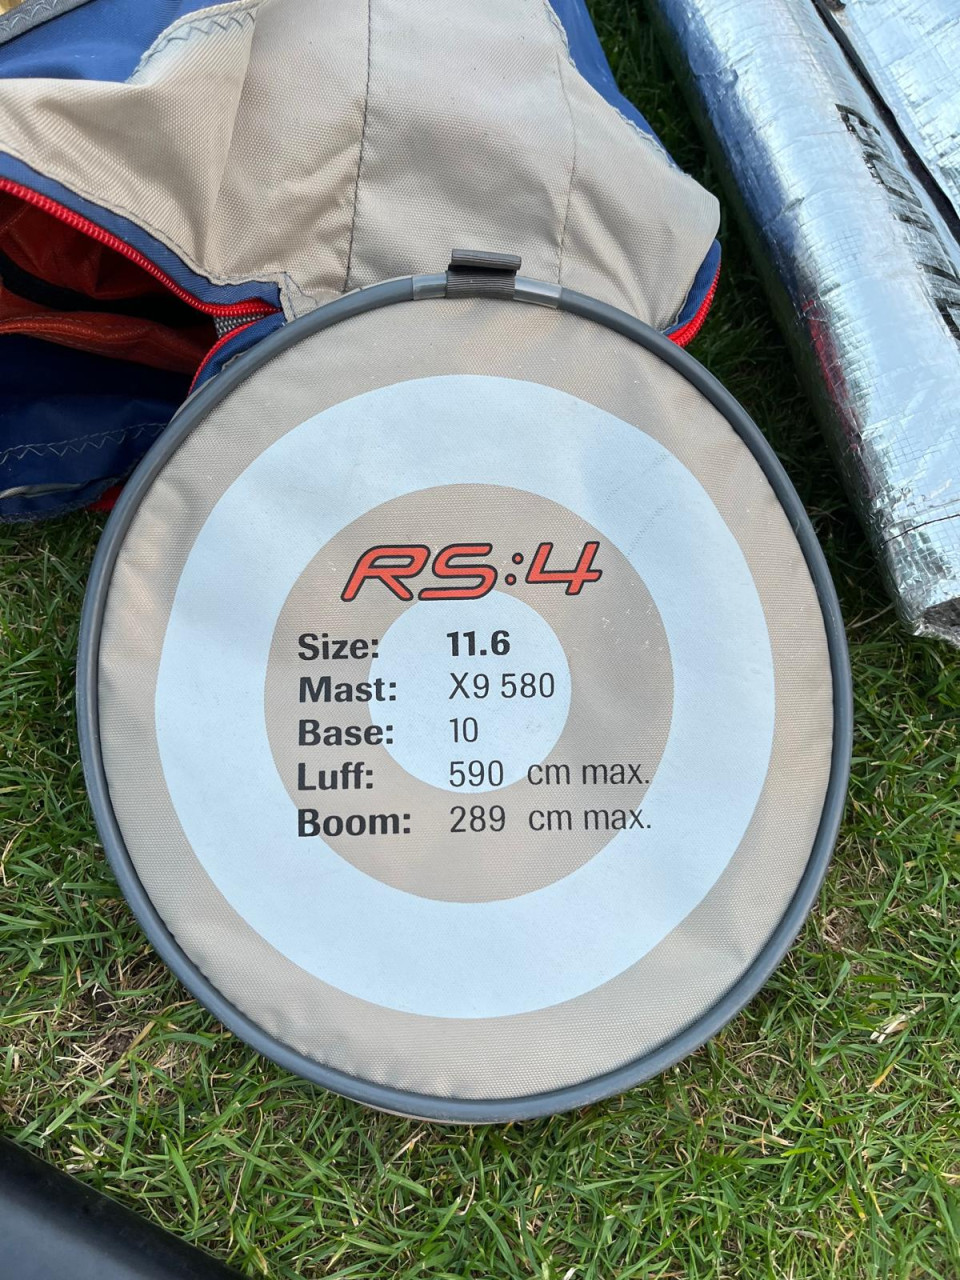 RS:4
Size: 11.6
Mast: X9 580
Base: 10
Luff: 590 cm max.
Boom: 289 cm max.